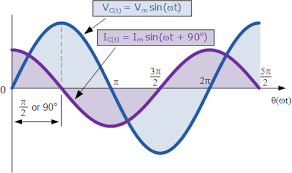 V_C(t) = V_m sin(ωt)
I_C(t) = I_m sin(ωt + 90°)
0
π/2 or 90°
π
3π/2
2π
5π/2
θ(ωt)